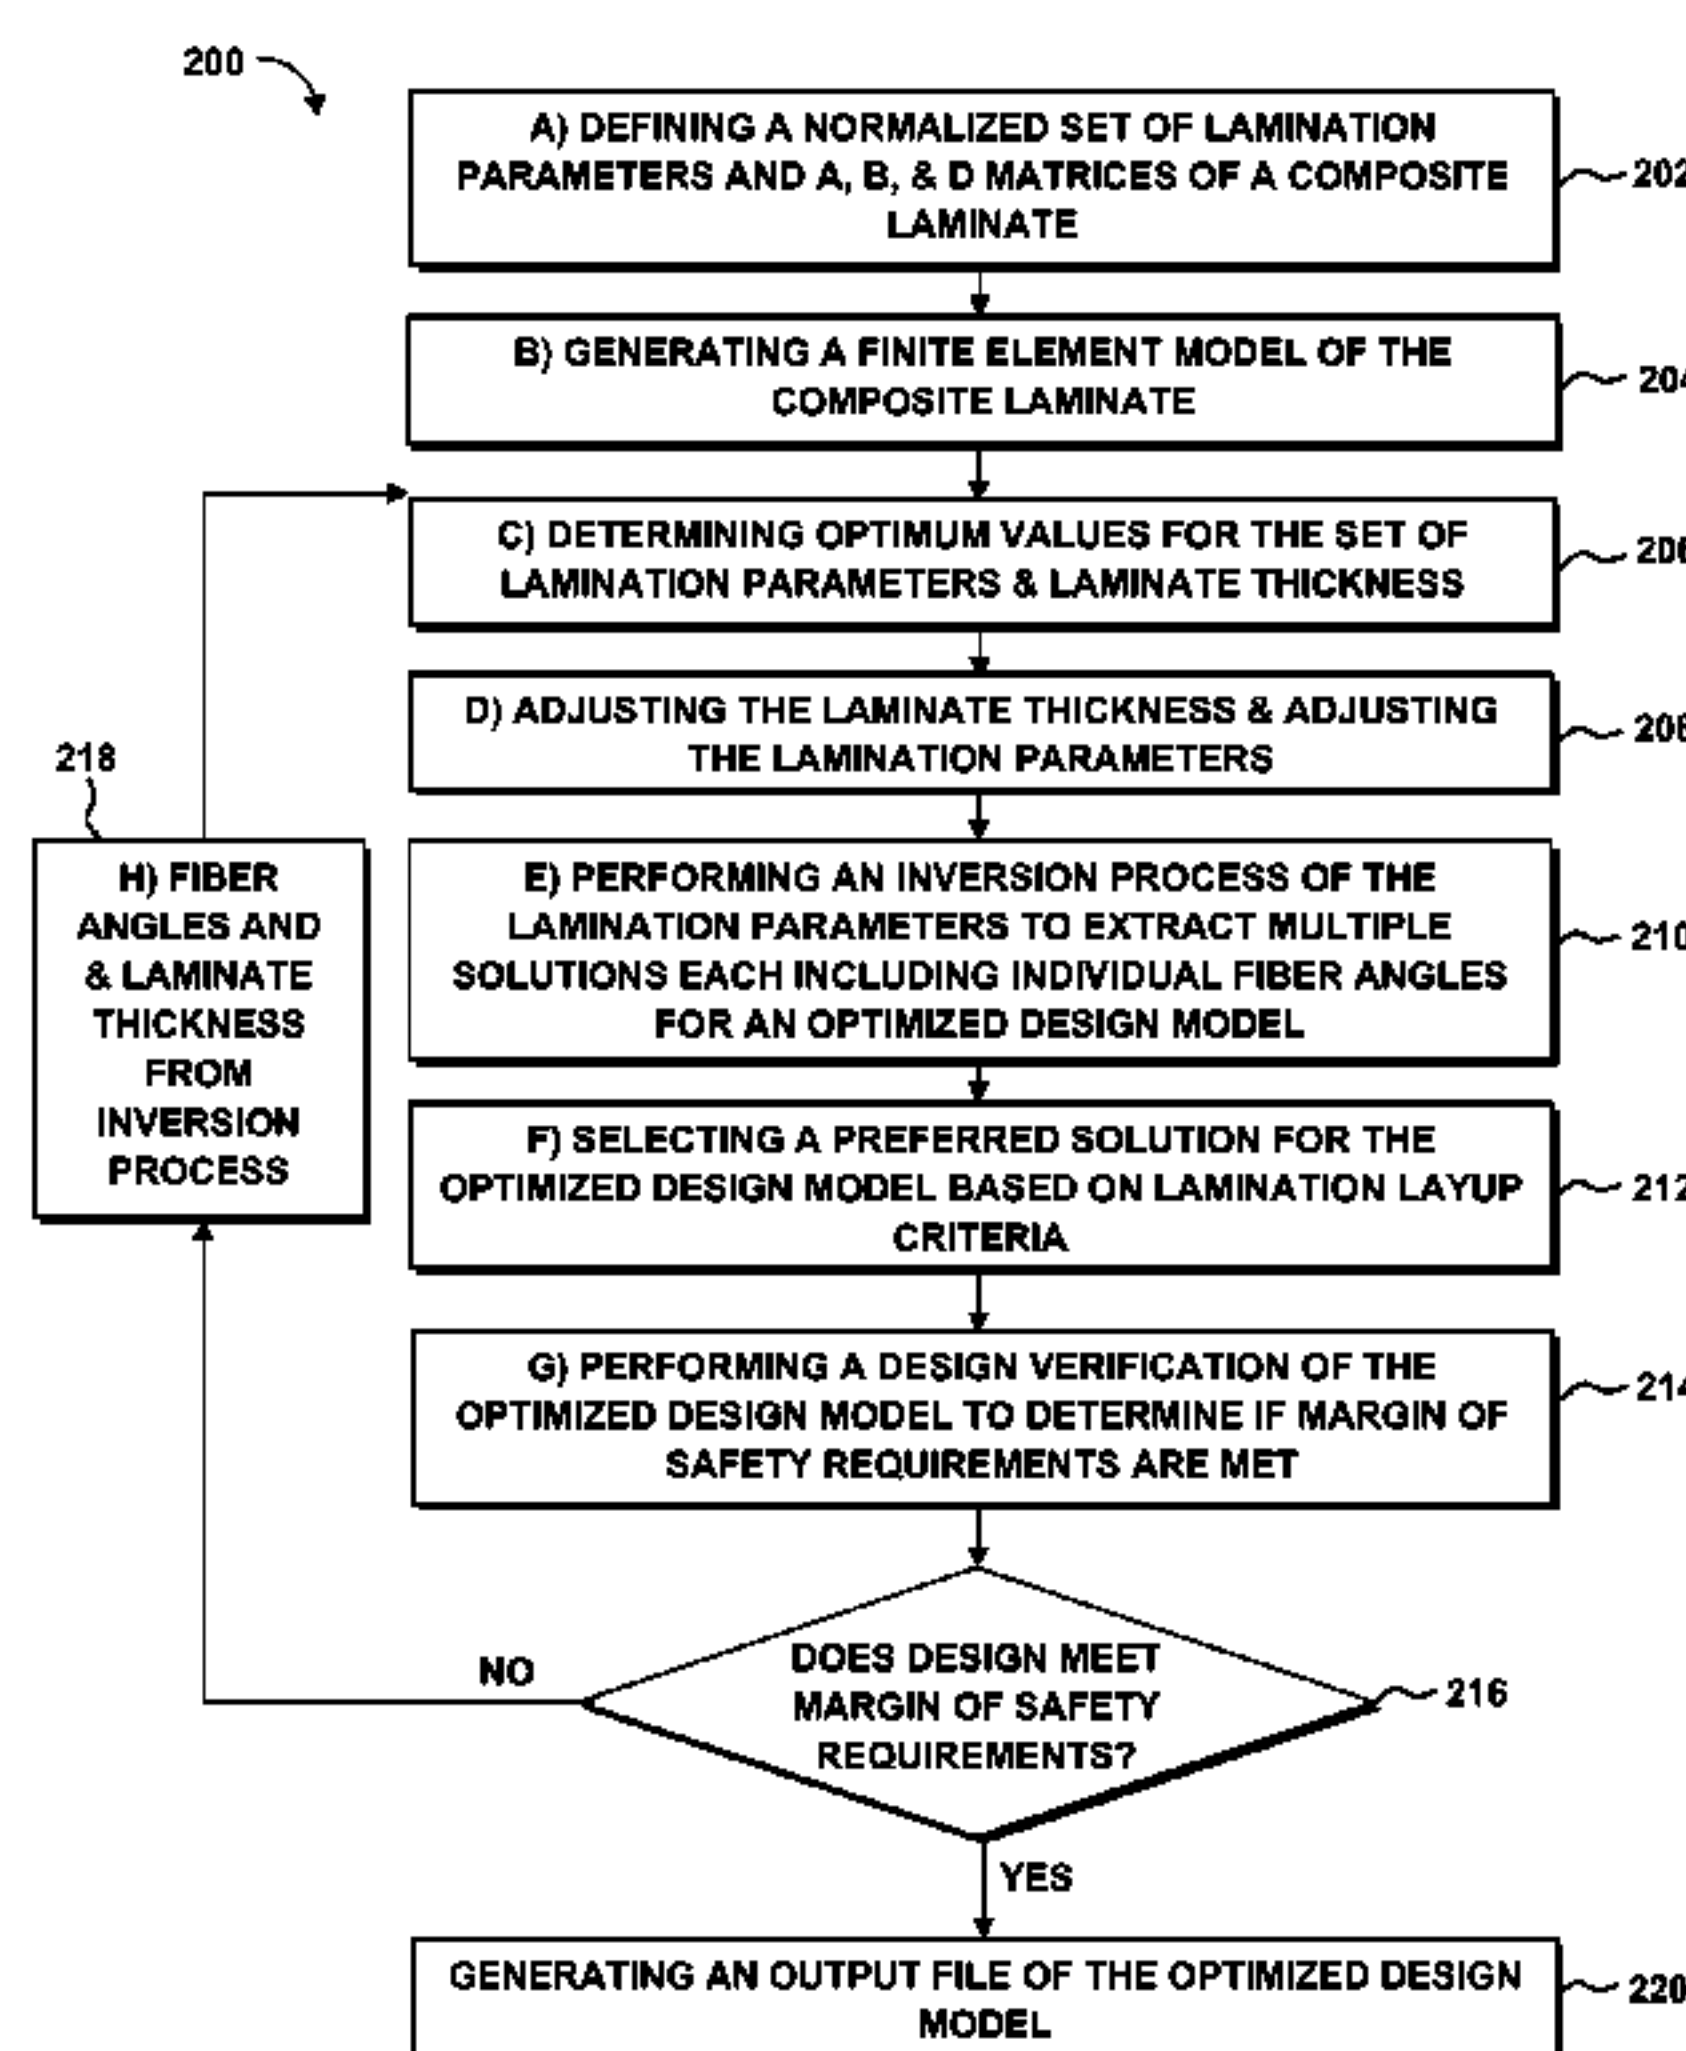 200
A) DEFINING A NORMALIZED SET OF LAMINATION
PARAMETERS AND A, B, & D MATRICES OF A COMPOSITE
LAMINATE
202
B) GENERATING A FINITE ELEMENT MODEL OF THE
COMPOSITE LAMINATE
204
C) DETERMINING OPTIMUM VALUES FOR THE SET OF
LAMINATION PARAMETERS & LAMINATE THICKNESS
206
D) ADJUSTING THE LAMINATE THICKNESS & ADJUSTING
THE LAMINATION PARAMETERS
208
218
H) FIBER
ANGLES AND
& LAMINATE
THICKNESS
FROM
INVERSION
PROCESS
E) PERFORMING AN INVERSION PROCESS OF THE
LAMINATION PARAMETERS TO EXTRACT MULTIPLE
SOLUTIONS EACH INCLUDING INDIVIDUAL FIBER ANGLES
FOR AN OPTIMIZED DESIGN MODEL
210
F) SELECTING A PREFERRED SOLUTION FOR THE
OPTIMIZED DESIGN MODEL BASED ON LAMINATION LAYUP
CRITERIA
212
G) PERFORMING A DESIGN VERIFICATION OF THE
OPTIMIZED DESIGN MODEL TO DETERMINE IF MARGIN OF
SAFETY REQUIREMENTS ARE MET
214
NO
DOES DESIGN MEET
MARGIN OF SAFETY
REQUIREMENTS?
216
YES
GENERATING AN OUTPUT FILE OF THE OPTIMIZED DESIGN
MODEL
220